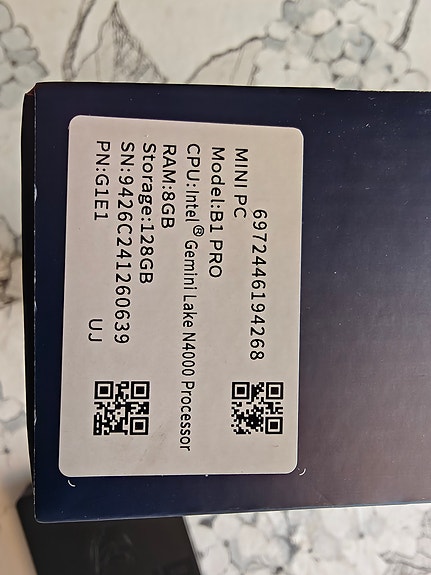 6972446194268
MINI PC
Model:B1 PRO
CPU:Intel® Gemini Lake N4000 Processor
RAM:8GB
Storage:128GB
SN:9426C241260639
PN:G1E1 UJ